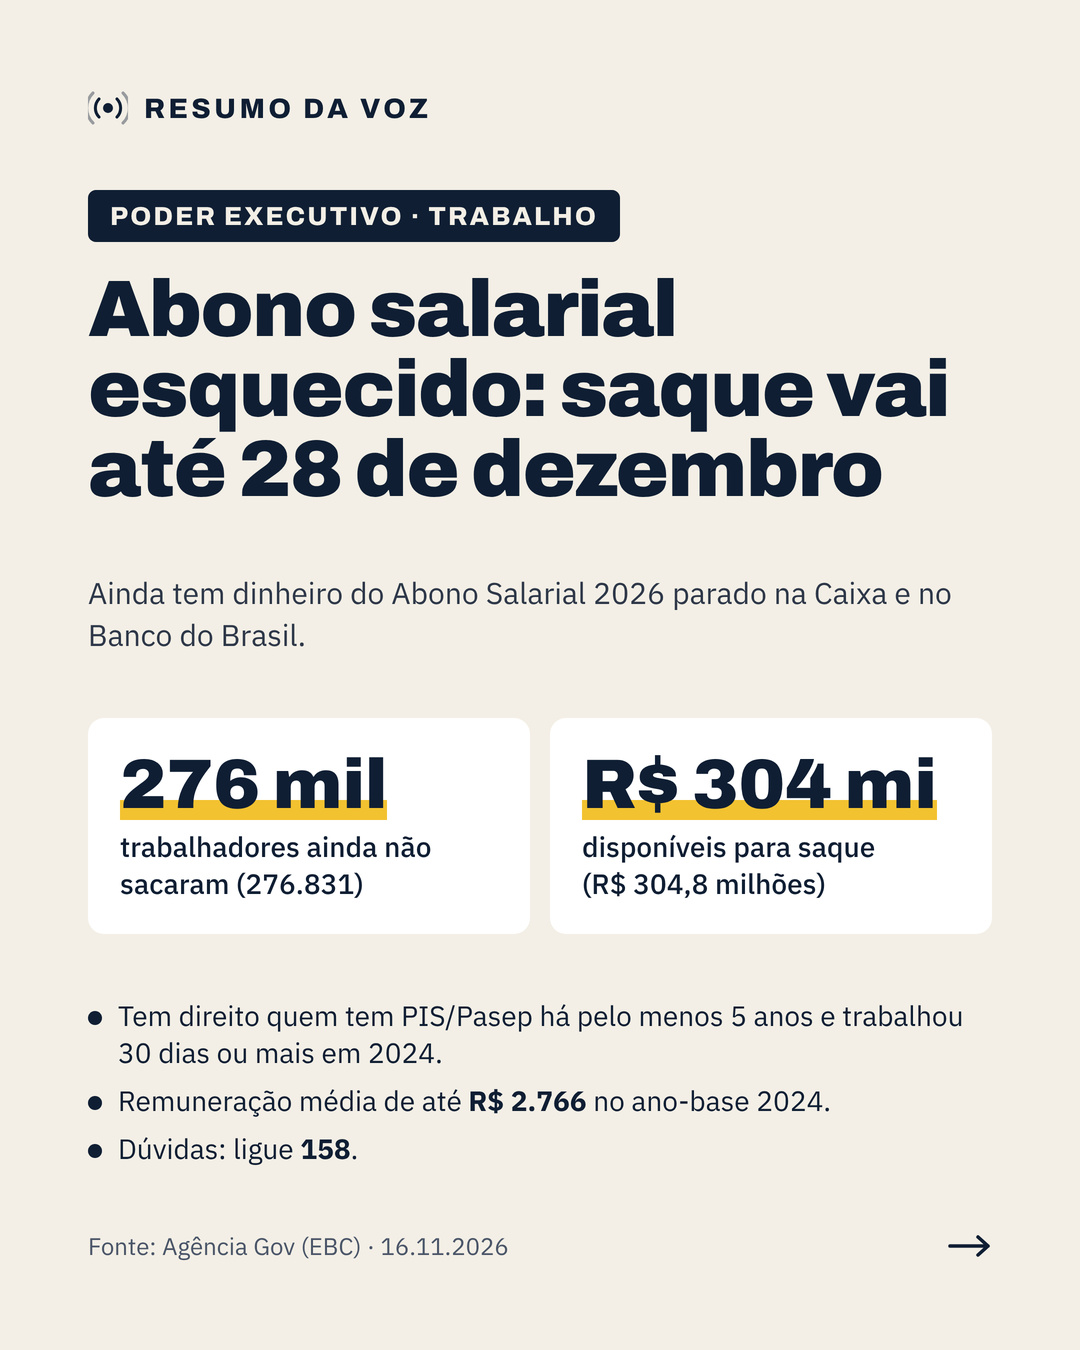 RESUMO DA VOZ
PODER EXECUTIVO · TRABALHO
Abono salarial
esquecido: saque vai
até 28 de dezembro
Ainda tem dinheiro do Abono Salarial 2026 parado na Caixa e no
Banco do Brasil.
276 mil
trabalhadores ainda não
sacaram (276.831)
R$ 304 mi
disponíveis para saque
(R$ 304,8 milhões)
● Tem direito quem tem PIS/Pasep há pelo menos 5 anos e trabalhou
30 dias ou mais em 2024.
● Remuneração média de até R$ 2.766 no ano-base 2024.
● Dúvidas: ligue 158.
Fonte: Agência Gov (EBC) · 16.11.2026 →